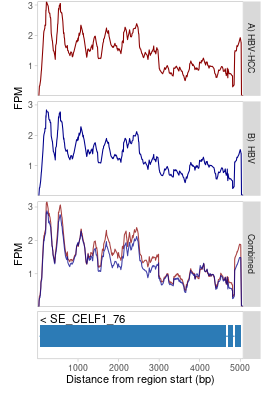 3
2
1
A) HBV-HCC
FPM
3
2
1
B) HBV
3
2
1
Combined
FPM
< SE_CELF1_76
1000 2000 3000 4000 5000
Distance from region start (bp)